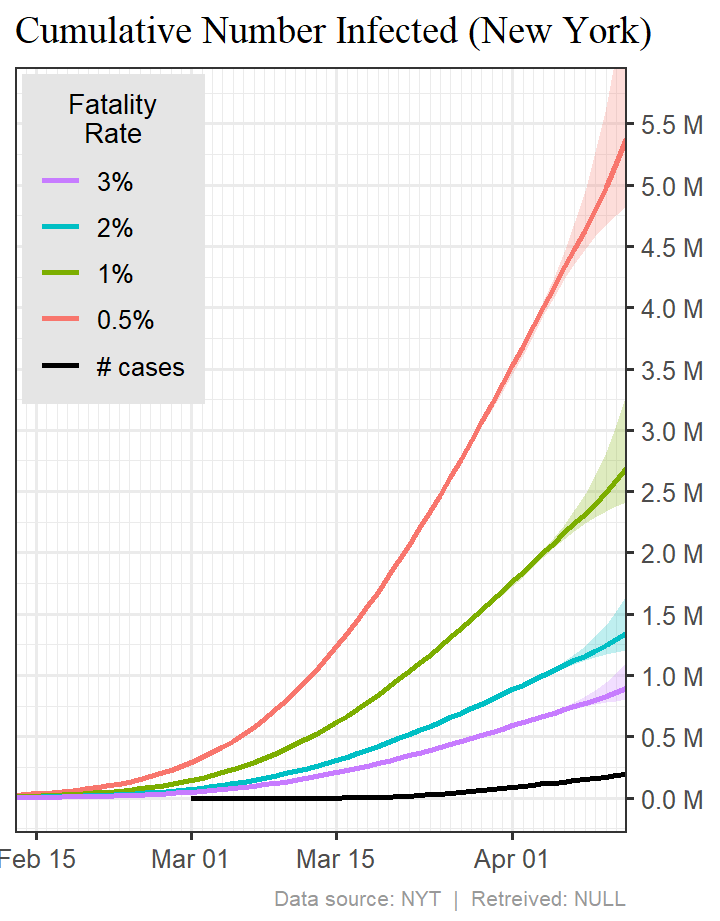 Cumulative Number Infected (New York)
Fatality
Rate
3%
2%
1%
0.5%
# cases
5.5 M
5.0 M
4.5 M
4.0 M
3.5 M
3.0 M
2.5 M
2.0 M
1.5 M
1.0 M
0.5 M
0.0 M
Feb 15 Mar 01 Mar 15 Apr 01
Data source: NYT | Retreived: NULL